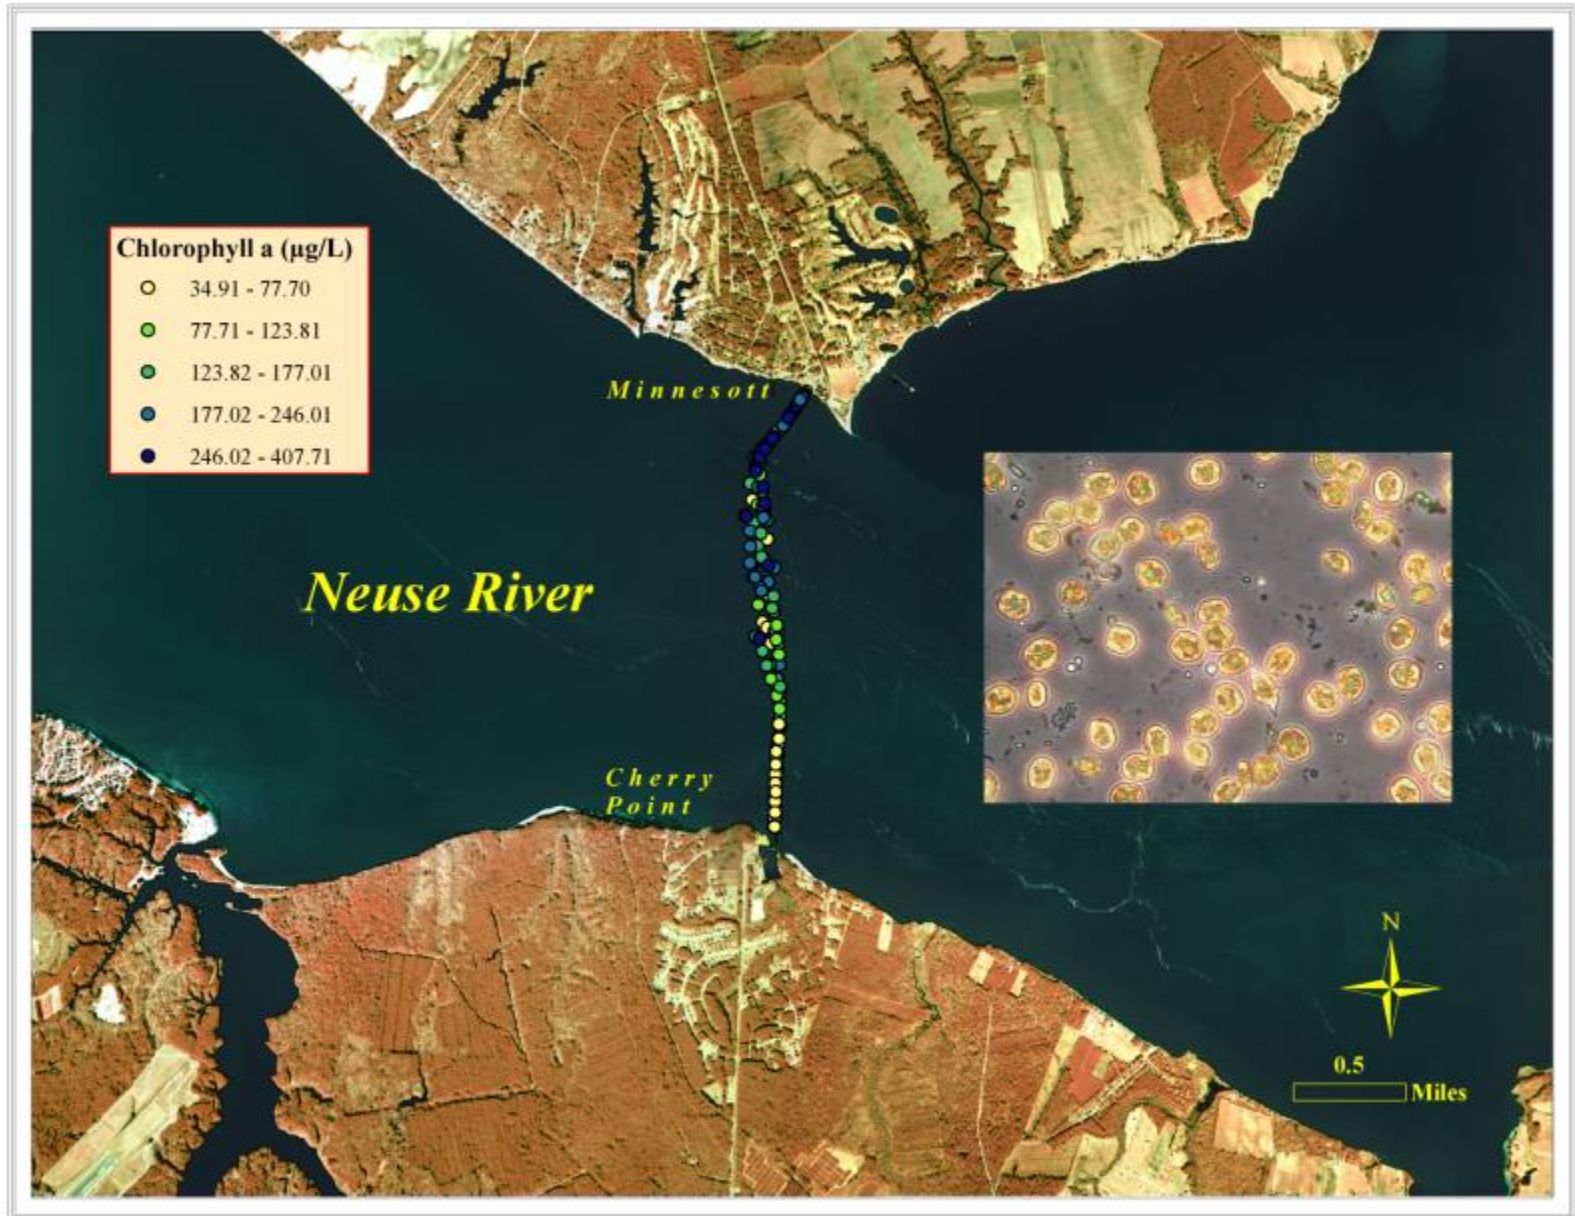 Chlorophyll a (µg/L)
34.91 - 77.70
77.71 - 123.81
123.82 - 177.01
177.02 - 246.01
246.02 - 407.71
Minnesott
Neuse River
Cherry
Point
N
0.5
Miles